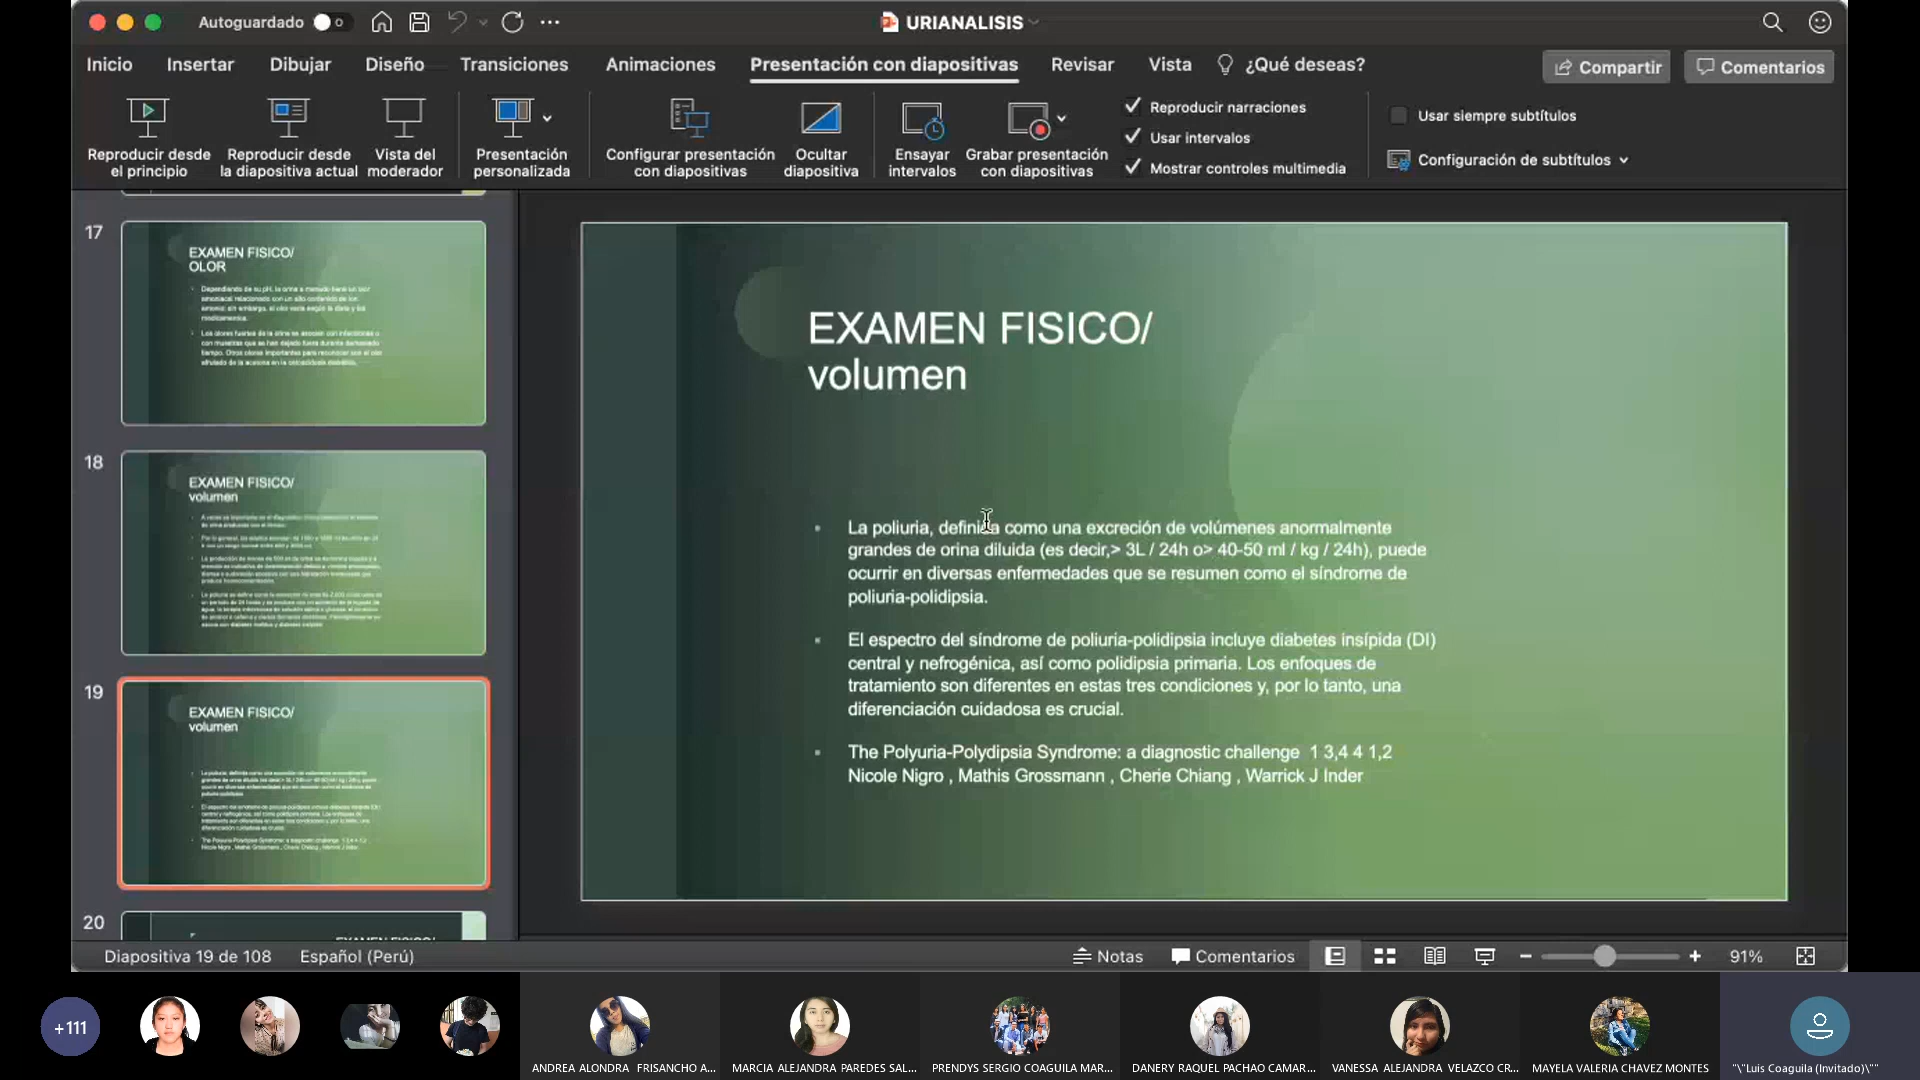 Autoguardado
URIANALISIS
Inicio
Insertar
Dibujar
Diseño
Transiciones
Animaciones
Presentación con diapositivas
Revisar
Vista
¿Qué deseas?
Compartir
Comentarios
Reproducir desde
el principio
Reproducir desde
la diapositiva actual
Vista del
moderador
Presentación
personalizada
Configurar presentación
con diapositivas
Ocultar
diapositiva
Ensayar
intervalos
Grabar presentación
con diapositivas
Reproducir narraciones
Usar intervalos
Mostrar controles multimedia
Usar siempre subtítulos
Configuración de subtítulos
17
EXAMEN FISICO/
OLOR
18
EXAMEN FISICO/
volumen
19
EXAMEN FISICO/
volumen
20
EXAMEN FISICO/
volumen
La poliuria, definida como una excreción de volúmenes anormalmente
grandes de orina diluida (es decir,> 3L / 24h o> 40-50 ml / kg / 24h), puede
ocurrir en diversas enfermedades que se resumen como el síndrome de
poliuria-polidipsia.
El espectro del síndrome de poliuria-polidipsia incluye diabetes insípida (DI)
central y nefrogénica, así como polidipsia primaria. Los enfoques de
tratamiento son diferentes en estas tres condiciones y, por lo tanto, una
diferenciación cuidadosa es crucial.
The Polyuria-Polydipsia Syndrome: a diagnostic challenge 1 3,4 4 1,2
Nicole Nigro , Mathis Grossmann , Cherie Chiang , Warrick J Inder
Diapositiva 19 de 108
Español (Perú)
Notas
Comentarios
91%
+111
ANDREA ALONDRA FRISANCHO A...
MARCIA ALEJANDRA PAREDES SAL...
PRENDYS SERGIO COAGUILA MAR...
DANERY RAQUEL PACHAO CAMAR...
VANESSA ALEJANDRA VELAZCO CR...
MAYELA VALERIA CHAVEZ MONTES
"\"Luis Coaguila (Invitado)\""